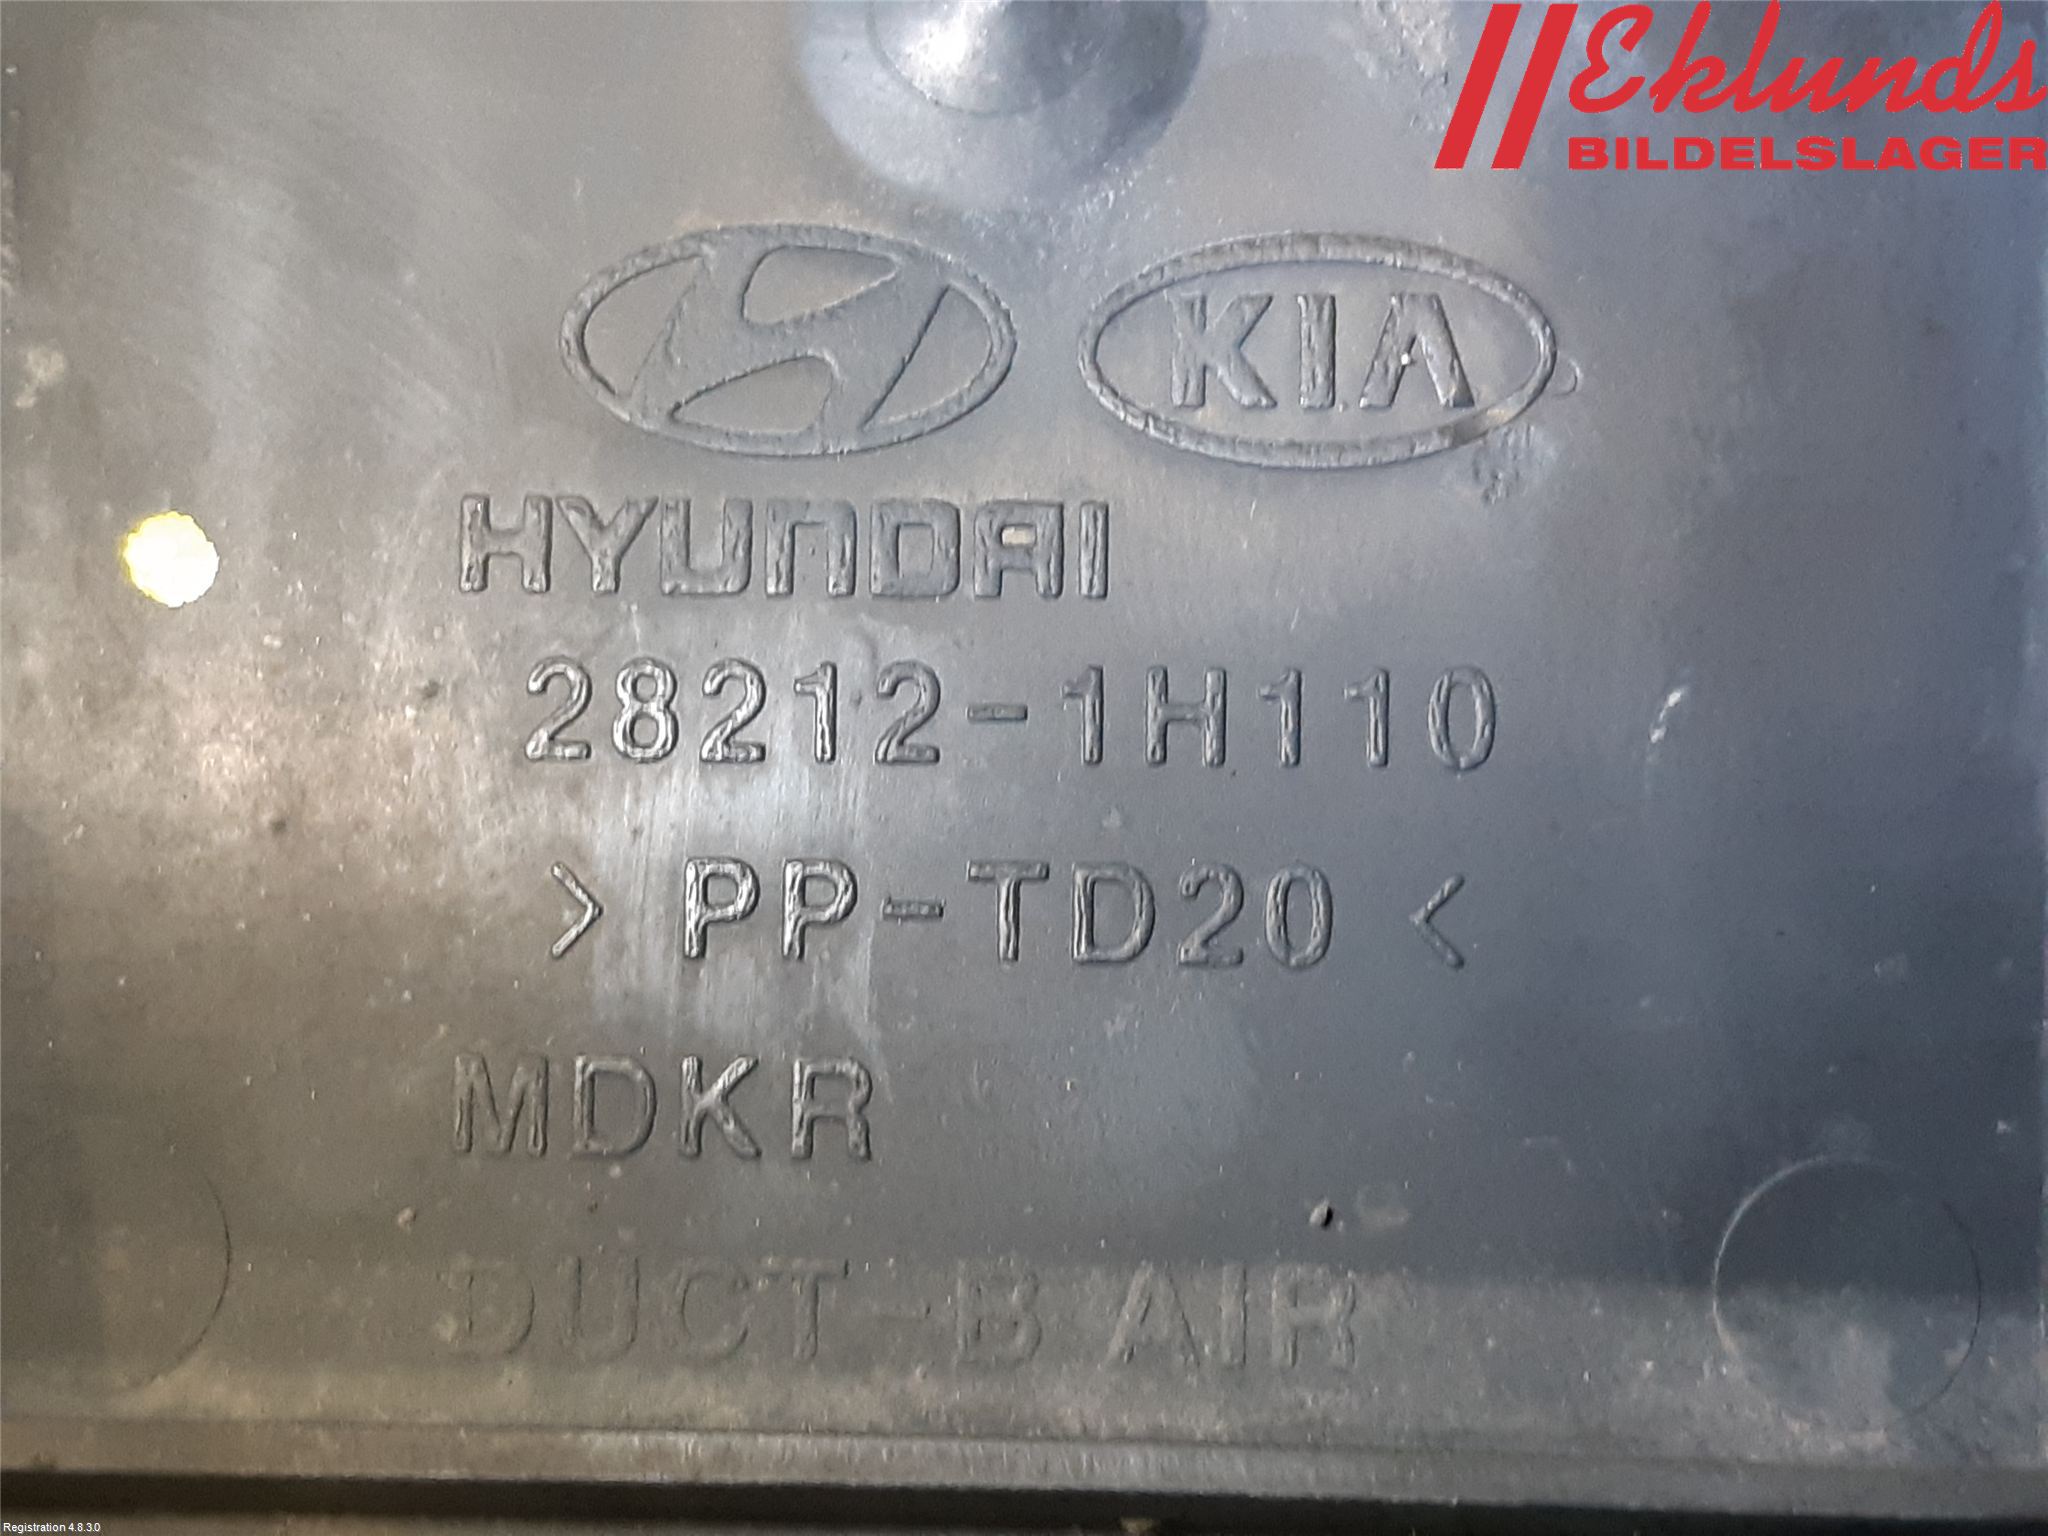 Eklunds
BILDELSLAGER
KIA
HYUNDAI
28212-1H110
> PP-TD20 <
MDKR
DUCT-B AIR
Registration 4.8.3.0